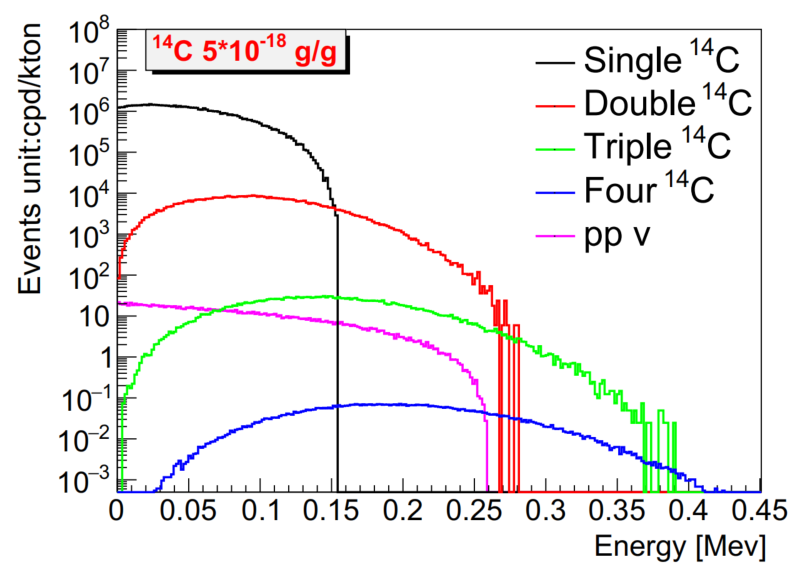 ¹⁴C 5*10⁻¹⁸ g/g
Single ¹⁴C
Double ¹⁴C
Triple ¹⁴C
Four ¹⁴C
pp ν
Events unit:cpd/kton
10⁸
10⁷
10⁶
10⁵
10⁴
10³
10²
10
1
10⁻¹
10⁻²
10⁻³
0 0.05 0.1 0.15 0.2 0.25 0.3 0.35 0.4 0.45
Energy [Mev]